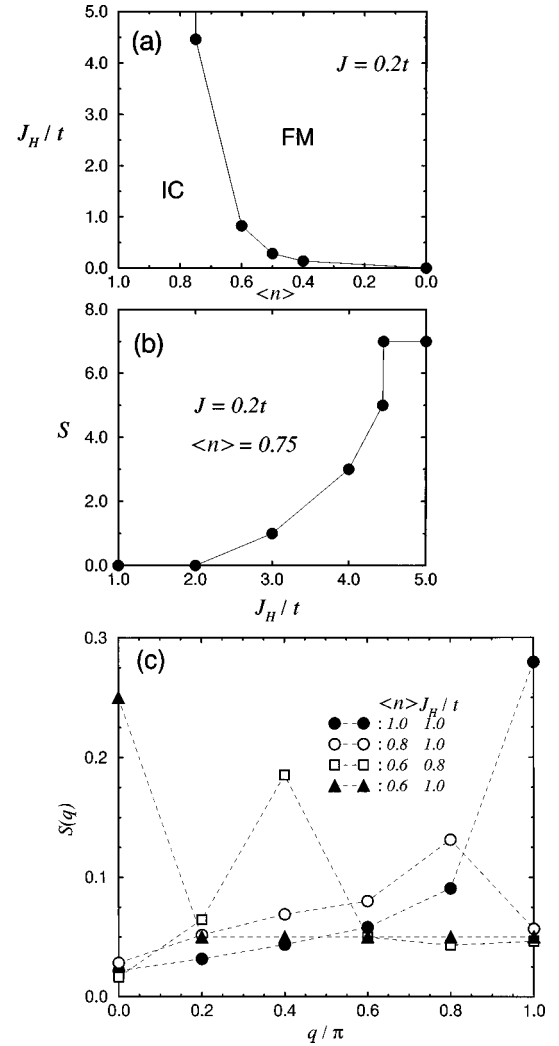 (a)
J = 0.2t
J_H / t
FM
IC
5.0
4.0
3.0
2.0
1.0
0.0
1.0 0.8 0.6 0.4 0.2 0.0
<n>
(b)
J = 0.2t
<n> = 0.75
S
8.0
6.0
4.0
2.0
0.0
1.0 2.0 3.0 4.0 5.0
J_H / t
(c)
<n> J_H / t
: 1.0 1.0
: 0.8 1.0
: 0.6 0.8
: 0.6 1.0
S(q)
0.3
0.2
0.1
0.0
0.0 0.2 0.4 0.6 0.8 1.0
q / π